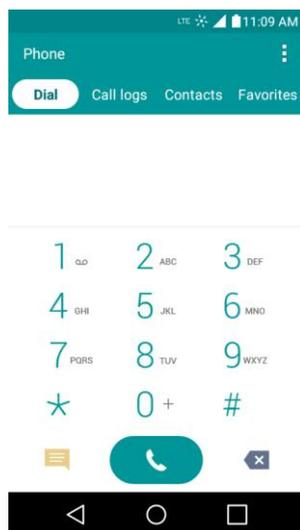 LTE 11:09 AM
Phone
Dial Call logs Contacts Favorites
1 2 ABC 3 DEF
4 GHI 5 JKL 6 MNO
7 PQRS 8 TUV 9 WXYZ
* 0 + #